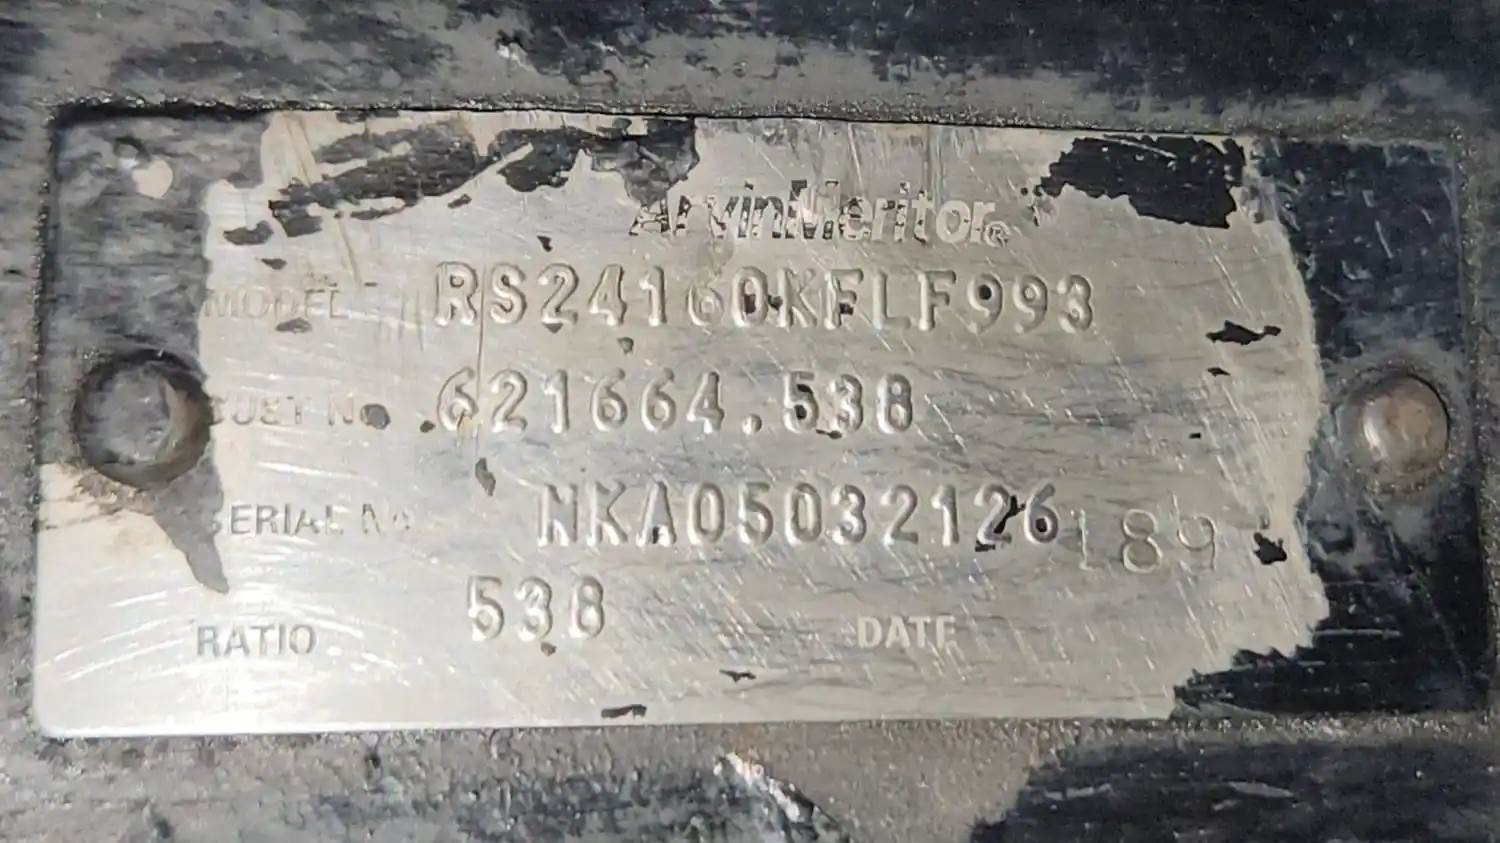 ArvinMeritor®
MODEL RS24160KFLF993
CUST No. 621664.538
SERIAL No. NKA05032126 189
RATIO 538 DATE